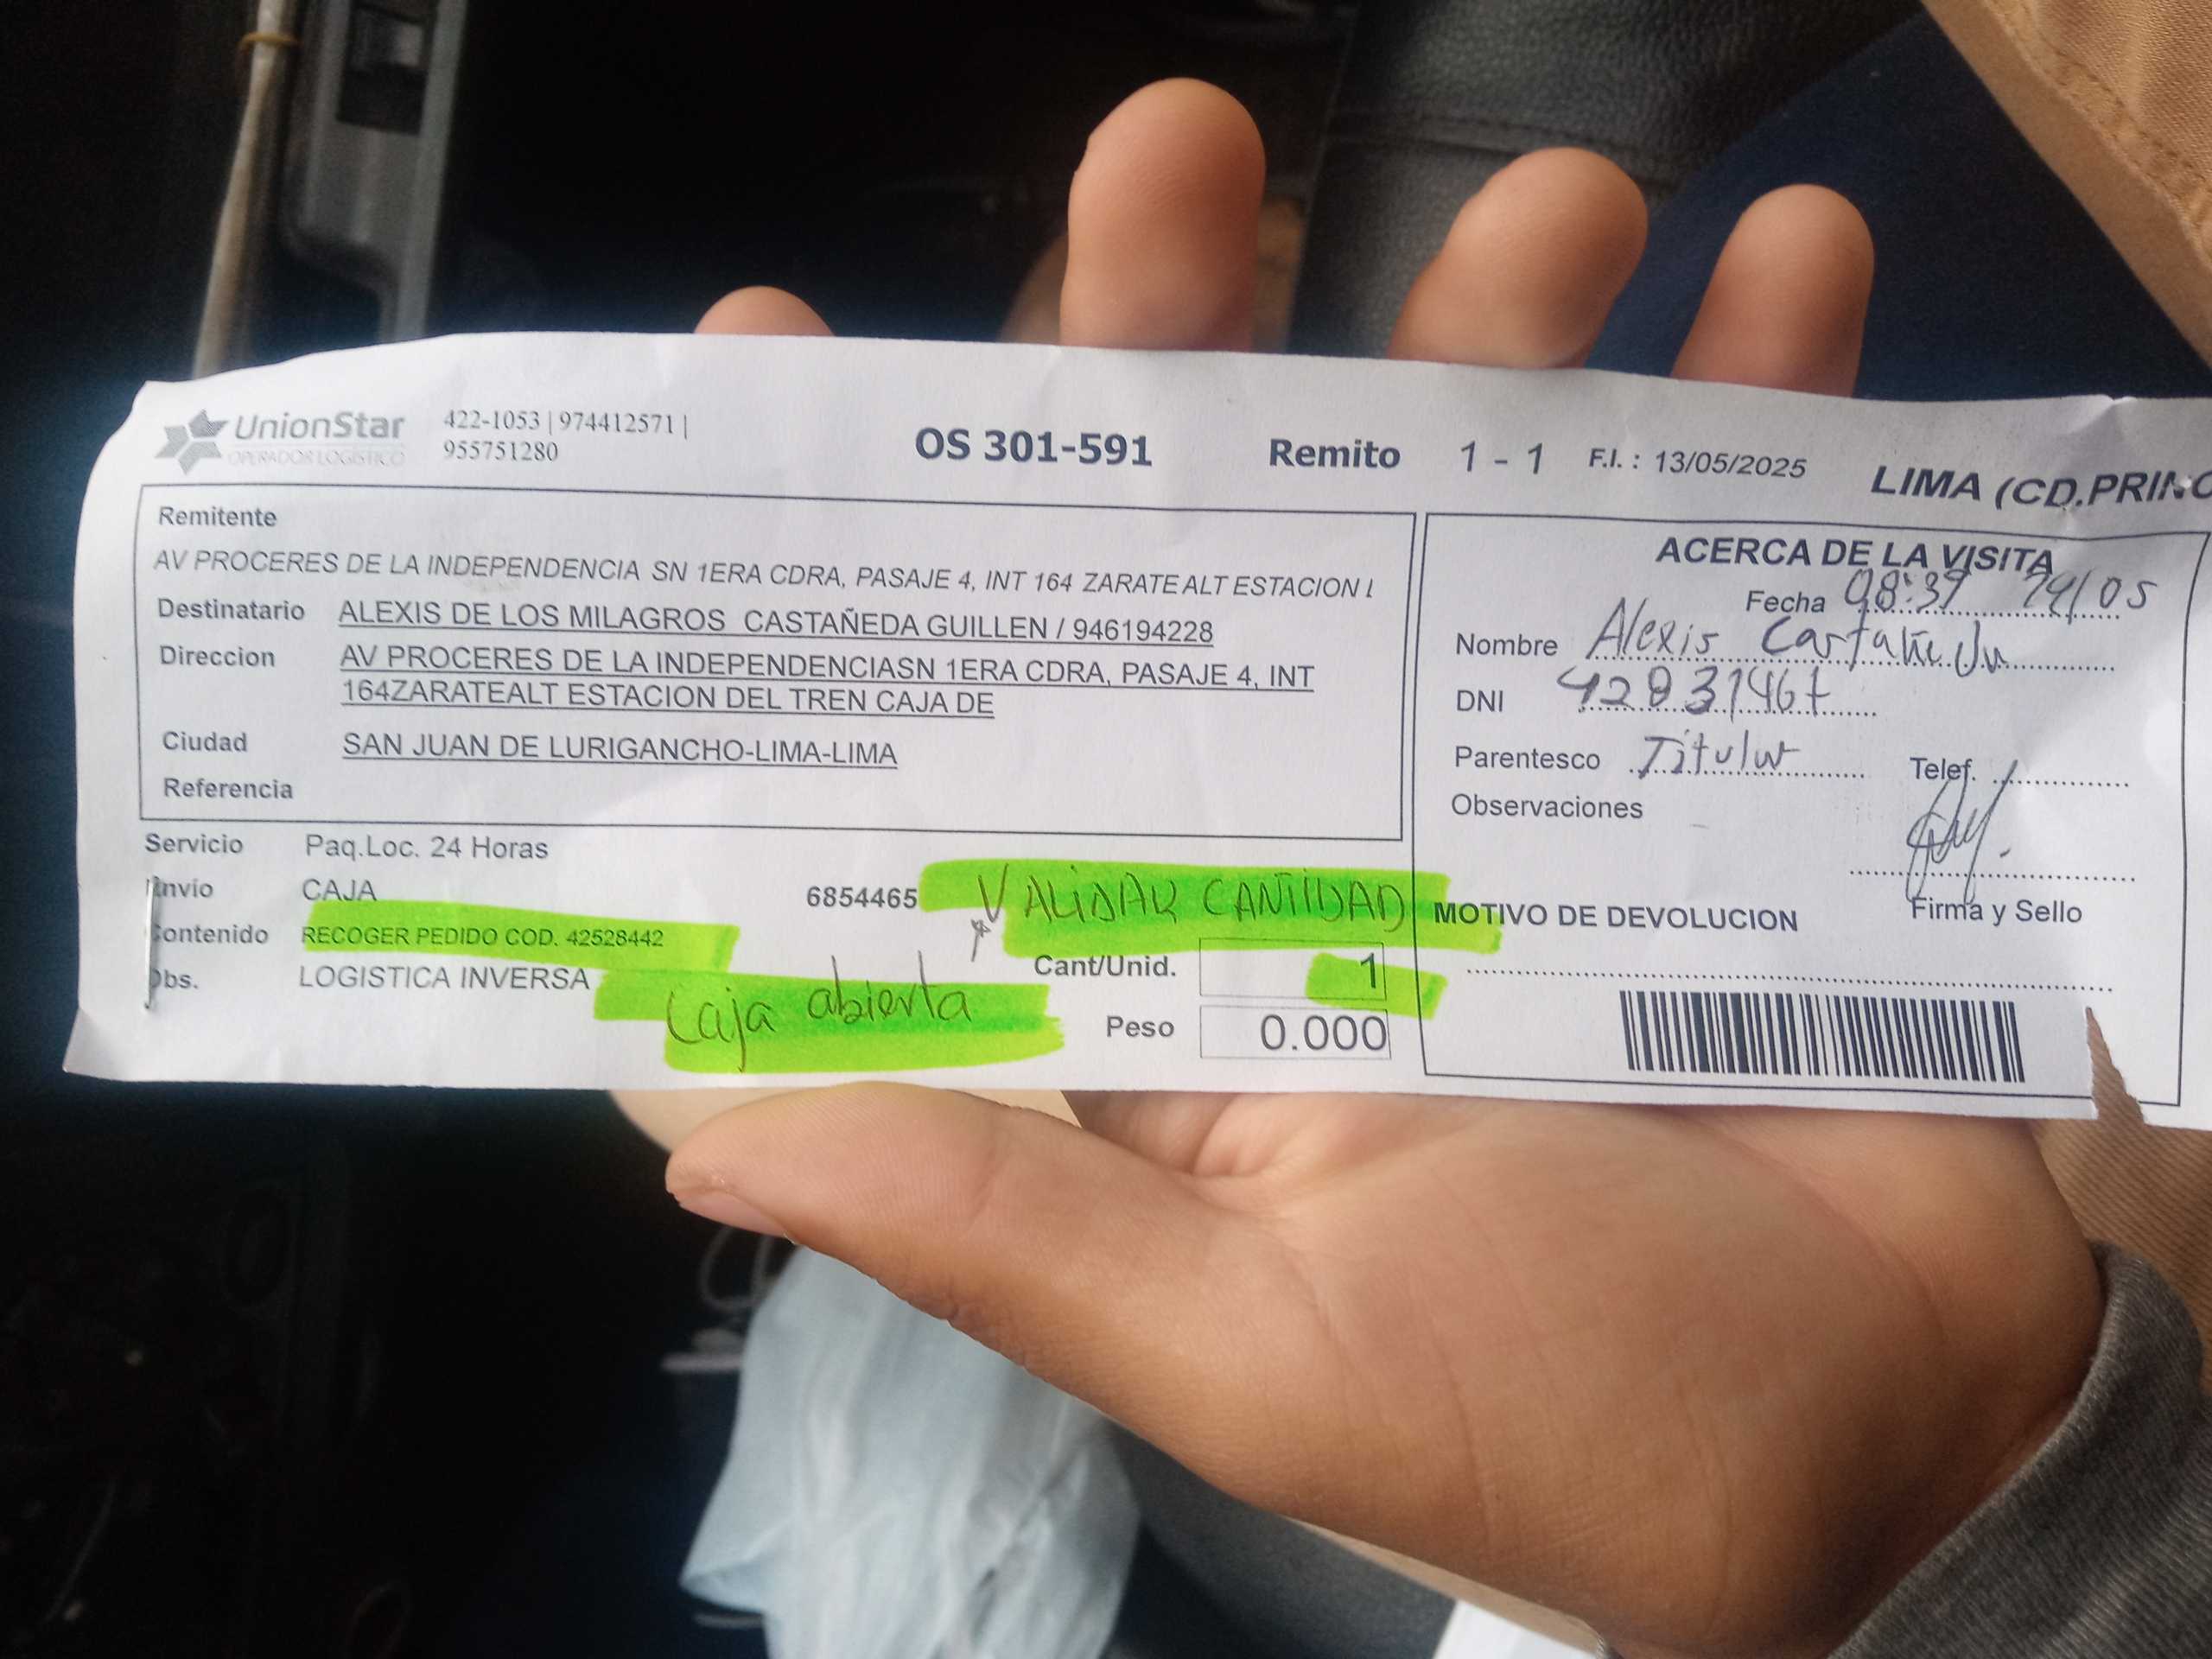 UnionStar
OPERADOR LOGÍSTICO
422-1053 | 974412571 |
955751280
OS 301-591 Remito 1 - 1 F.I. : 13/05/2025 LIMA (CD.PRINC
Remitente
AV PROCERES DE LA INDEPENDENCIA SN 1ERA CDRA, PASAJE 4, INT 164 ZARATE ALT ESTACION
Destinatario ALEXIS DE LOS MILAGROS CASTAÑEDA GUILLEN / 946194228
Direccion AV PROCERES DE LA INDEPENDENCIASN 1ERA CDRA, PASAJE 4, INT
164ZARATEALT ESTACION DEL TREN CAJA DE
Ciudad SAN JUAN DE LURIGANCHO-LIMA-LIMA
Referencia
Servicio Paq.Loc. 24 Horas
Envio CAJA 6854465 VALIDAR CANTIDAD
Contenido RECOGER PEDIDO COD. 42528442
Obs. LOGISTICA INVERSA Caja abierta
Cant/Unid. 1
Peso 0.000
ACERCA DE LA VISITA
Fecha 08:39 14/05
Nombre Alexis Castañeda
DNI
Parentesco Titular Telef.
Observaciones
Firma y Sello
MOTIVO DE DEVOLUCION